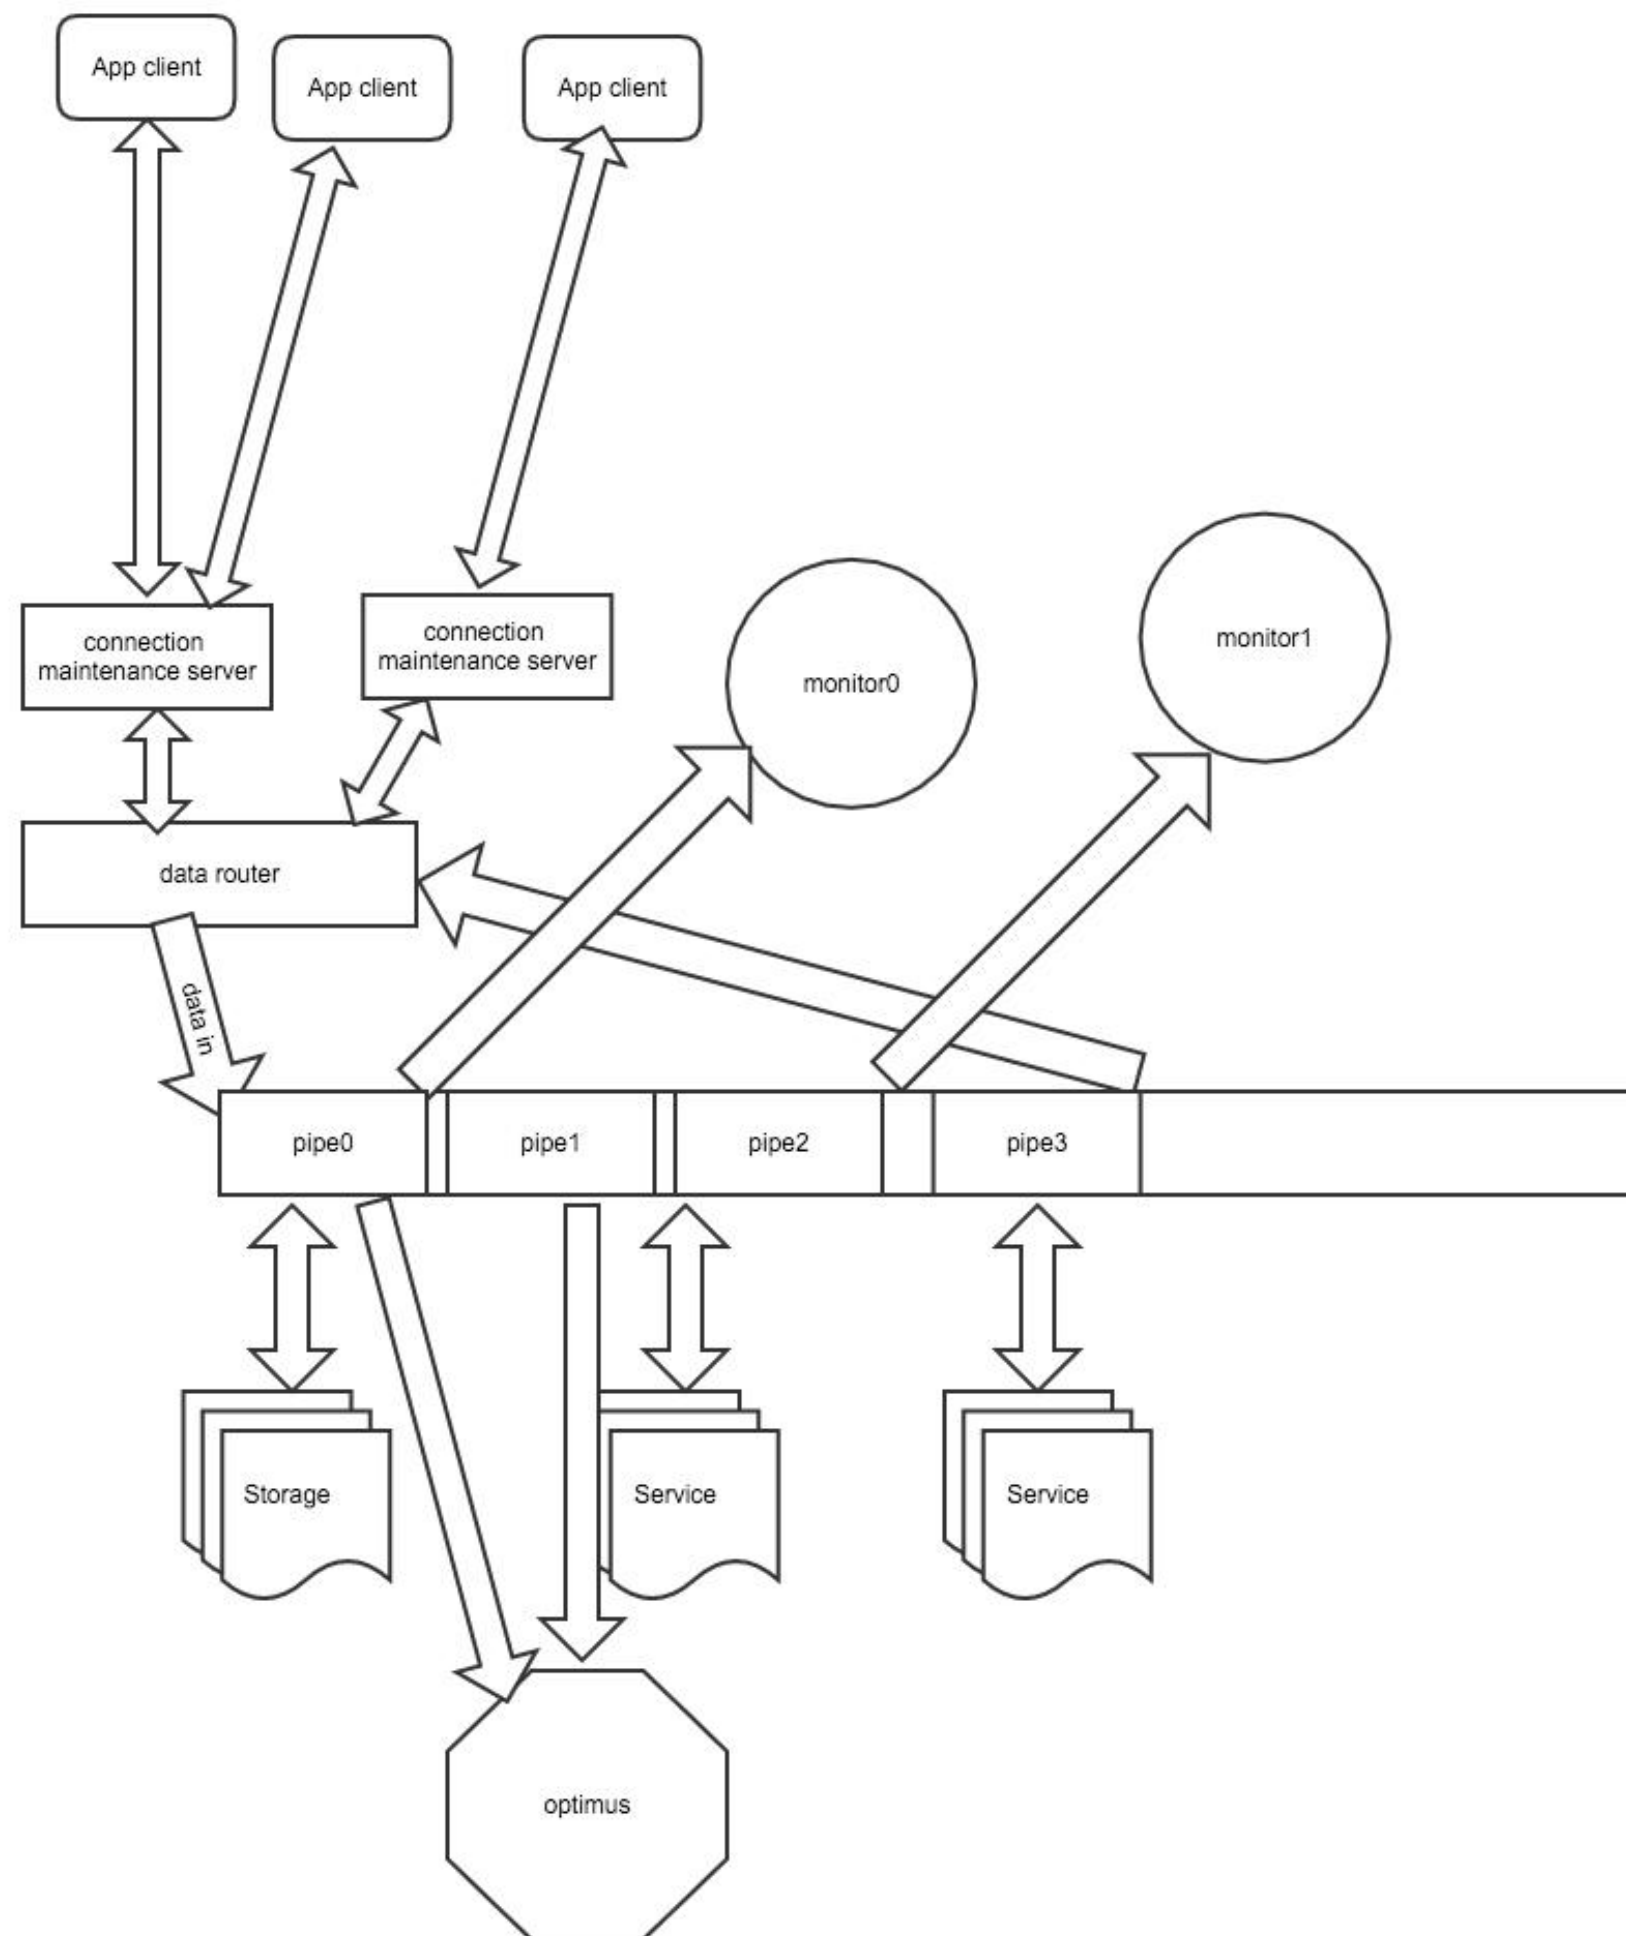 App client
App client
App client
connection
maintenance server
connection
maintenance server
monitor0
monitor1
data router
data in
pipe0
pipe1
pipe2
pipe3
Storage
Service
Service
optimus